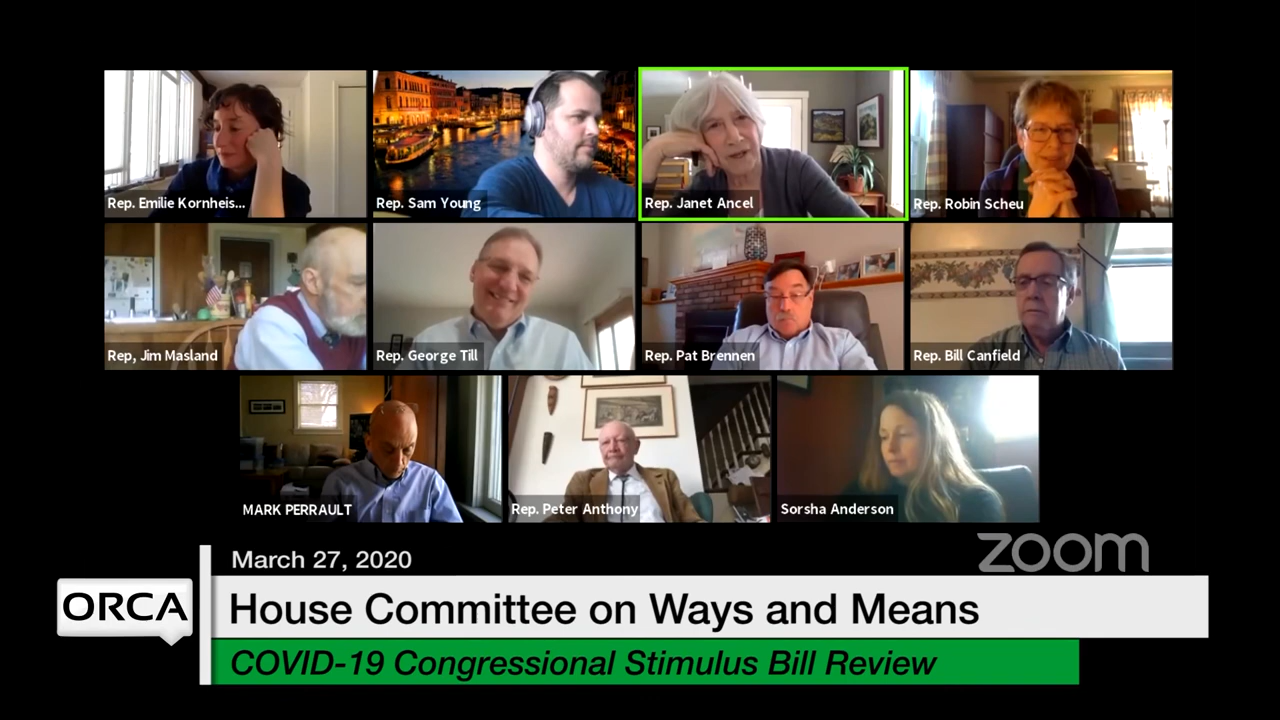 Rep. Emilie Kornheis...
Rep. Sam Young
Rep. Janet Ancel
Rep. Robin Scheu
Rep, Jim Masland
Rep. George Till
Rep. Pat Brennen
Rep. Bill Canfield
MARK PERRAULT
Rep. Peter Anthony
Sorsha Anderson
zoom
March 27, 2020
ORCA
House Committee on Ways and Means
COVID-19 Congressional Stimulus Bill Review